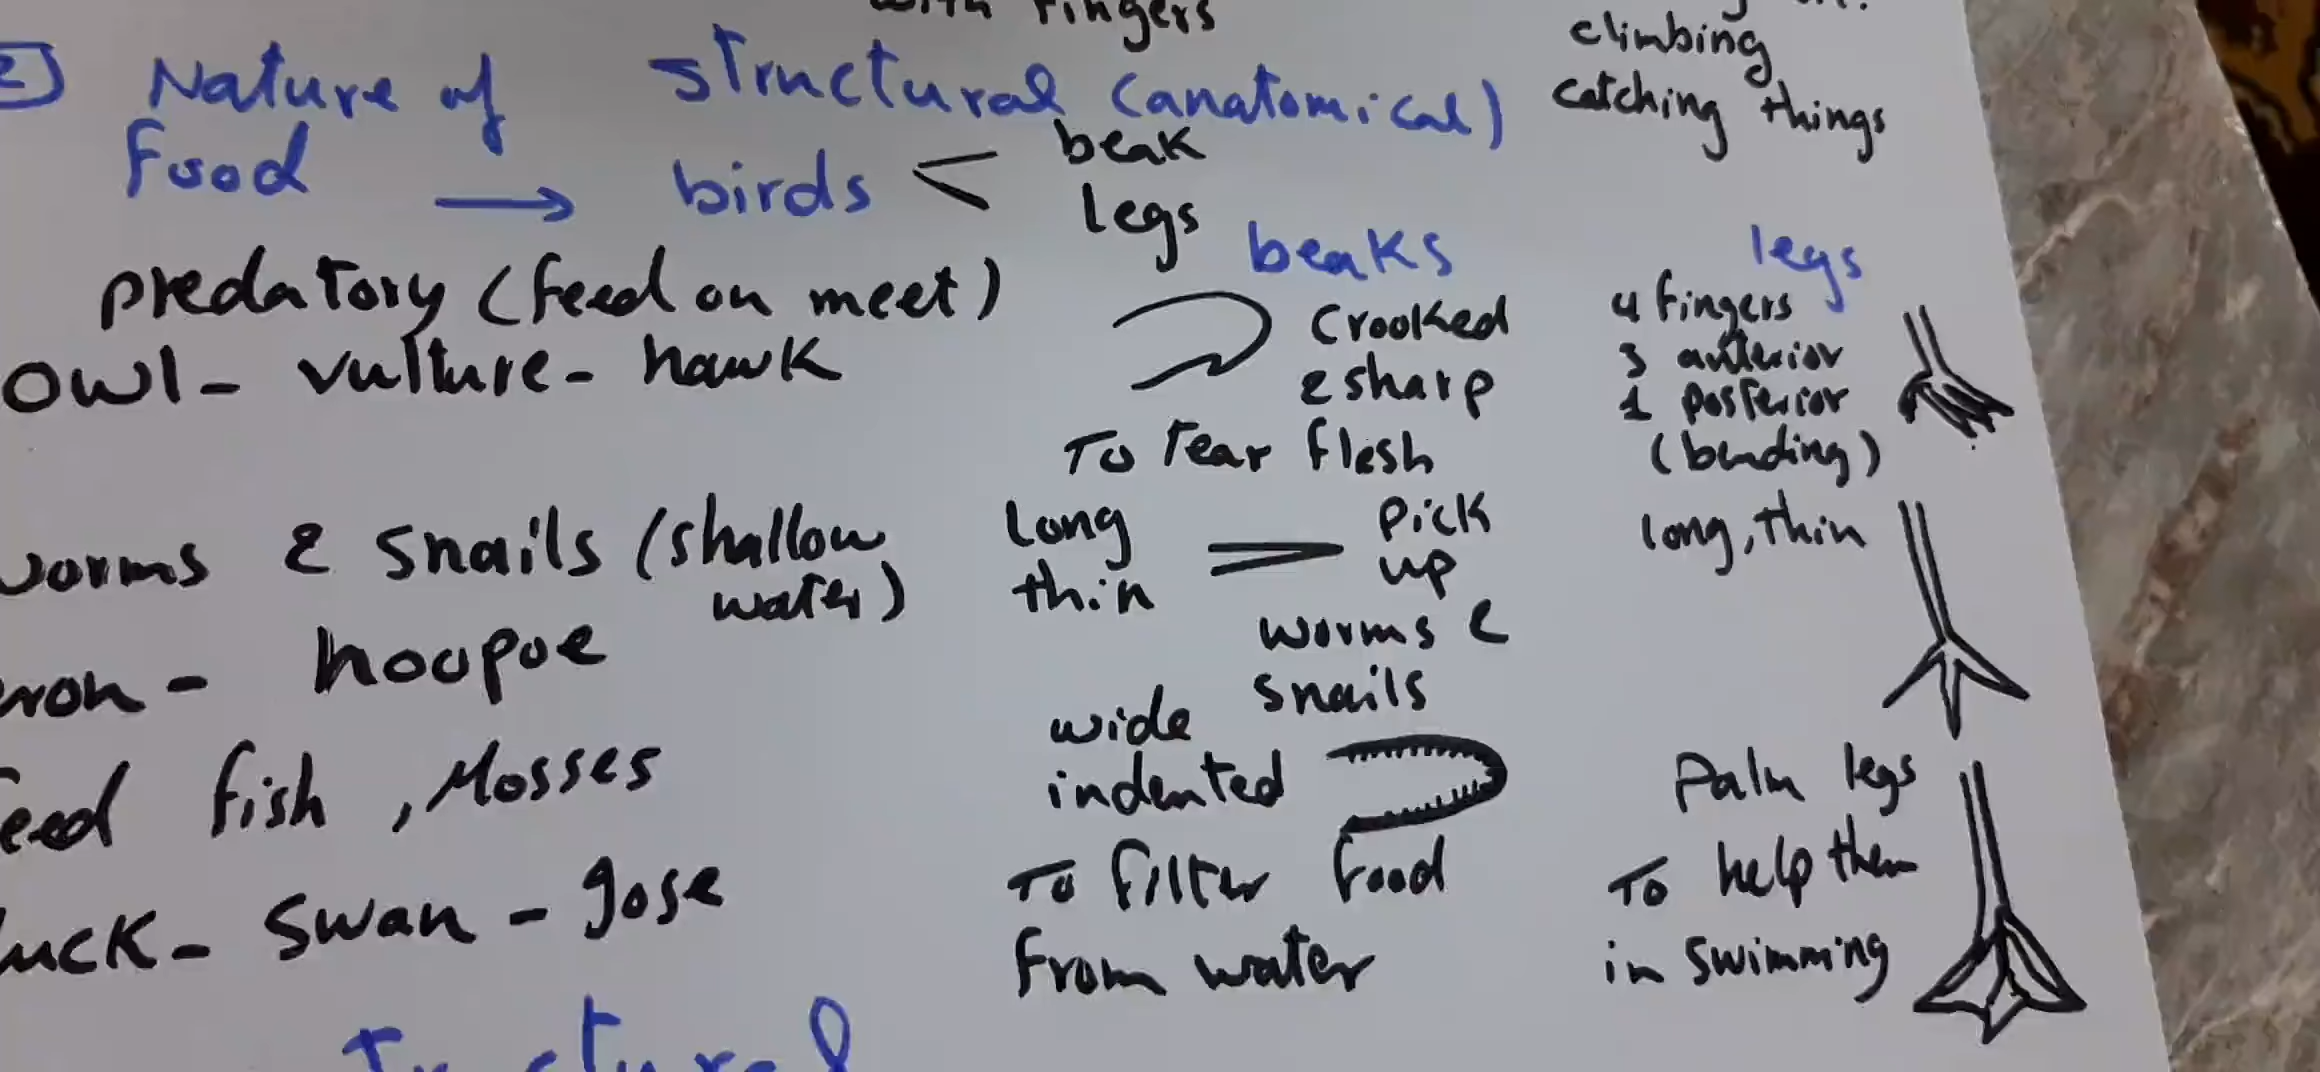 with fingers
climbing
catching things
2 Nature of structural (anatomical)
food → birds < beak
legs
beaks legs
predatory (feed on meet)
owl - vulture - hawk
crooked
& sharp
To tear flesh
4 fingers
3 anterior
1 posterior
(bending)
worms & snails (shallow
water)
eron - hoopoe
long
thin
pick
up
worms &
snails
long, thin
feed fish, Mosses
uck - swan - gose
wide
indented
To filter food
from water
Palm legs
To help them
in swimming
structural